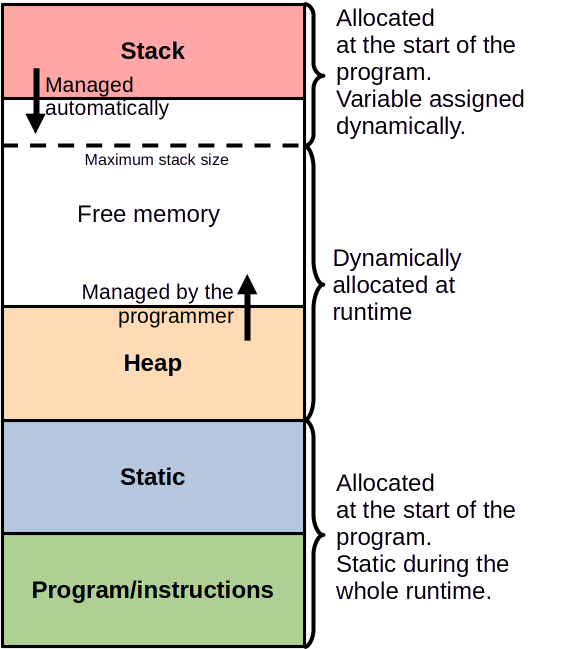 Stack
Managed
automatically
Allocated
at the start of the
program.
Variable assigned
dynamically.
Maximum stack size
Free memory
Managed by the
programmer
Heap
Dynamically
allocated at
runtime
Static
Program/instructions
Allocated
at the start of the
program.
Static during the
whole runtime.